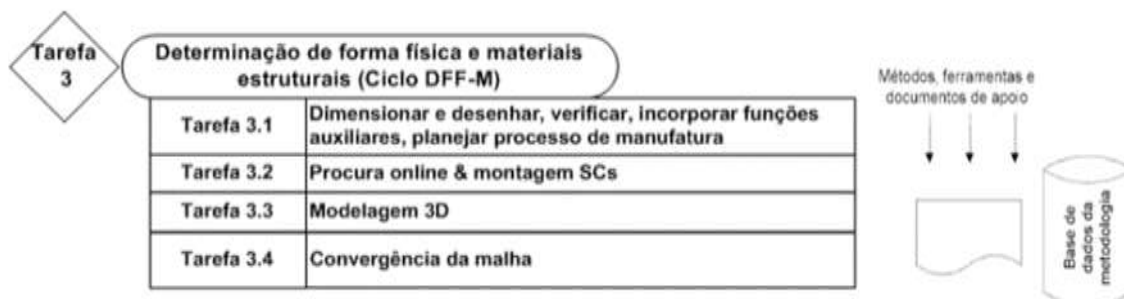 Tarefa
3
Determinação de forma física e materiais
estruturais (Ciclo DFF-M)
Tarefa 3.1
Dimensionar e desenhar, verificar, incorporar funções
auxiliares, planejar processo de manufatura
Tarefa 3.2
Procura online & montagem SCs
Tarefa 3.3
Modelagem 3D
Tarefa 3.4
Convergência da malha
Métodos, ferramentas e
documentos de apoio
Base de
dados da
metodologia